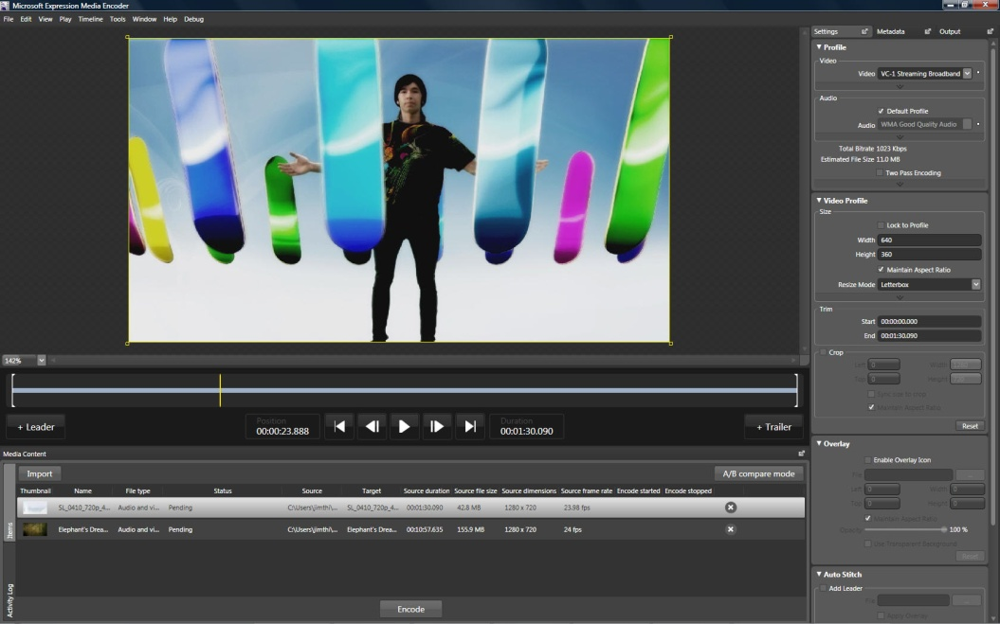 Microsoft Expression Media Encoder
File Edit View Play Timeline Tools Window Help Debug
Settings Metadata Output
Profile
Video
Video VC-1 Streaming Broadband
Audio
Default Profile
Audio WMA Good Quality Audio
Total Bitrate 1023 Kbps
Estimated File Size 11.0 MB
Two Pass Encoding
Video Profile
Size
Lock to Profile
Width 640
Height 360
Maintain Aspect Ratio
Resize Mode Letterbox
Trim
Start 00:00:00.000
End 00:01:30.090
Crop
Left 0 Width
Top 0 Height
Sync size to crop
Maintain Aspect Ratio
Reset
Overlay
Enable Overlay Icon
File ...
Left 0 Width 0
Top 0 Height 0
Maintain Aspect Ratio
Opacity 100 %
Use Transparent Background
Reset
Auto Stitch
Add Leader
File ...
Apply Overlay
142%
+ Leader
Position
00:00:23.888
Duration
00:01:30.090
+ Trailer
Media Content
Items
Activity Log
Import
A/B compare mode
Thumbnail Name File type Status Source Target Source duration Source file size Source dimensions Source frame rate Encode started Encode stopped
SL_0410_720p_4... Audio and vi... Pending C:\Users\jimthi\... SL_0410_720p_4... 00:01:30.090 42.8 MB 1280 x 720 23.98 fps
Elephant's Drea... Audio and vi... Pending C:\Users\jimthi\... Elephant's Drea... 00:10:57.635 155.9 MB 1280 x 720 24 fps
Encode